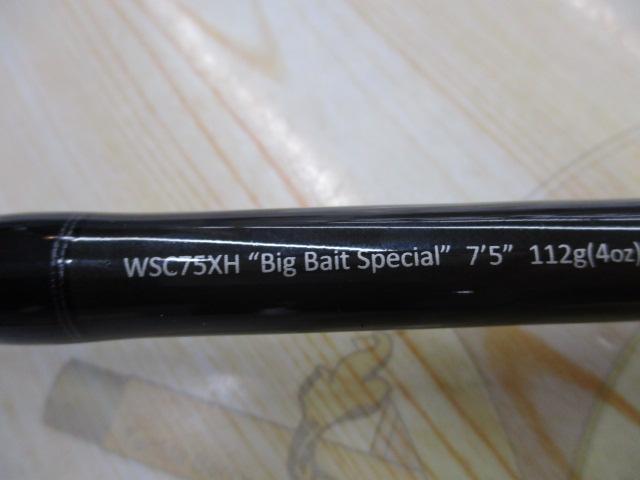 WSC75XH “Big Bait Special” 7’5” 112g(4oz)